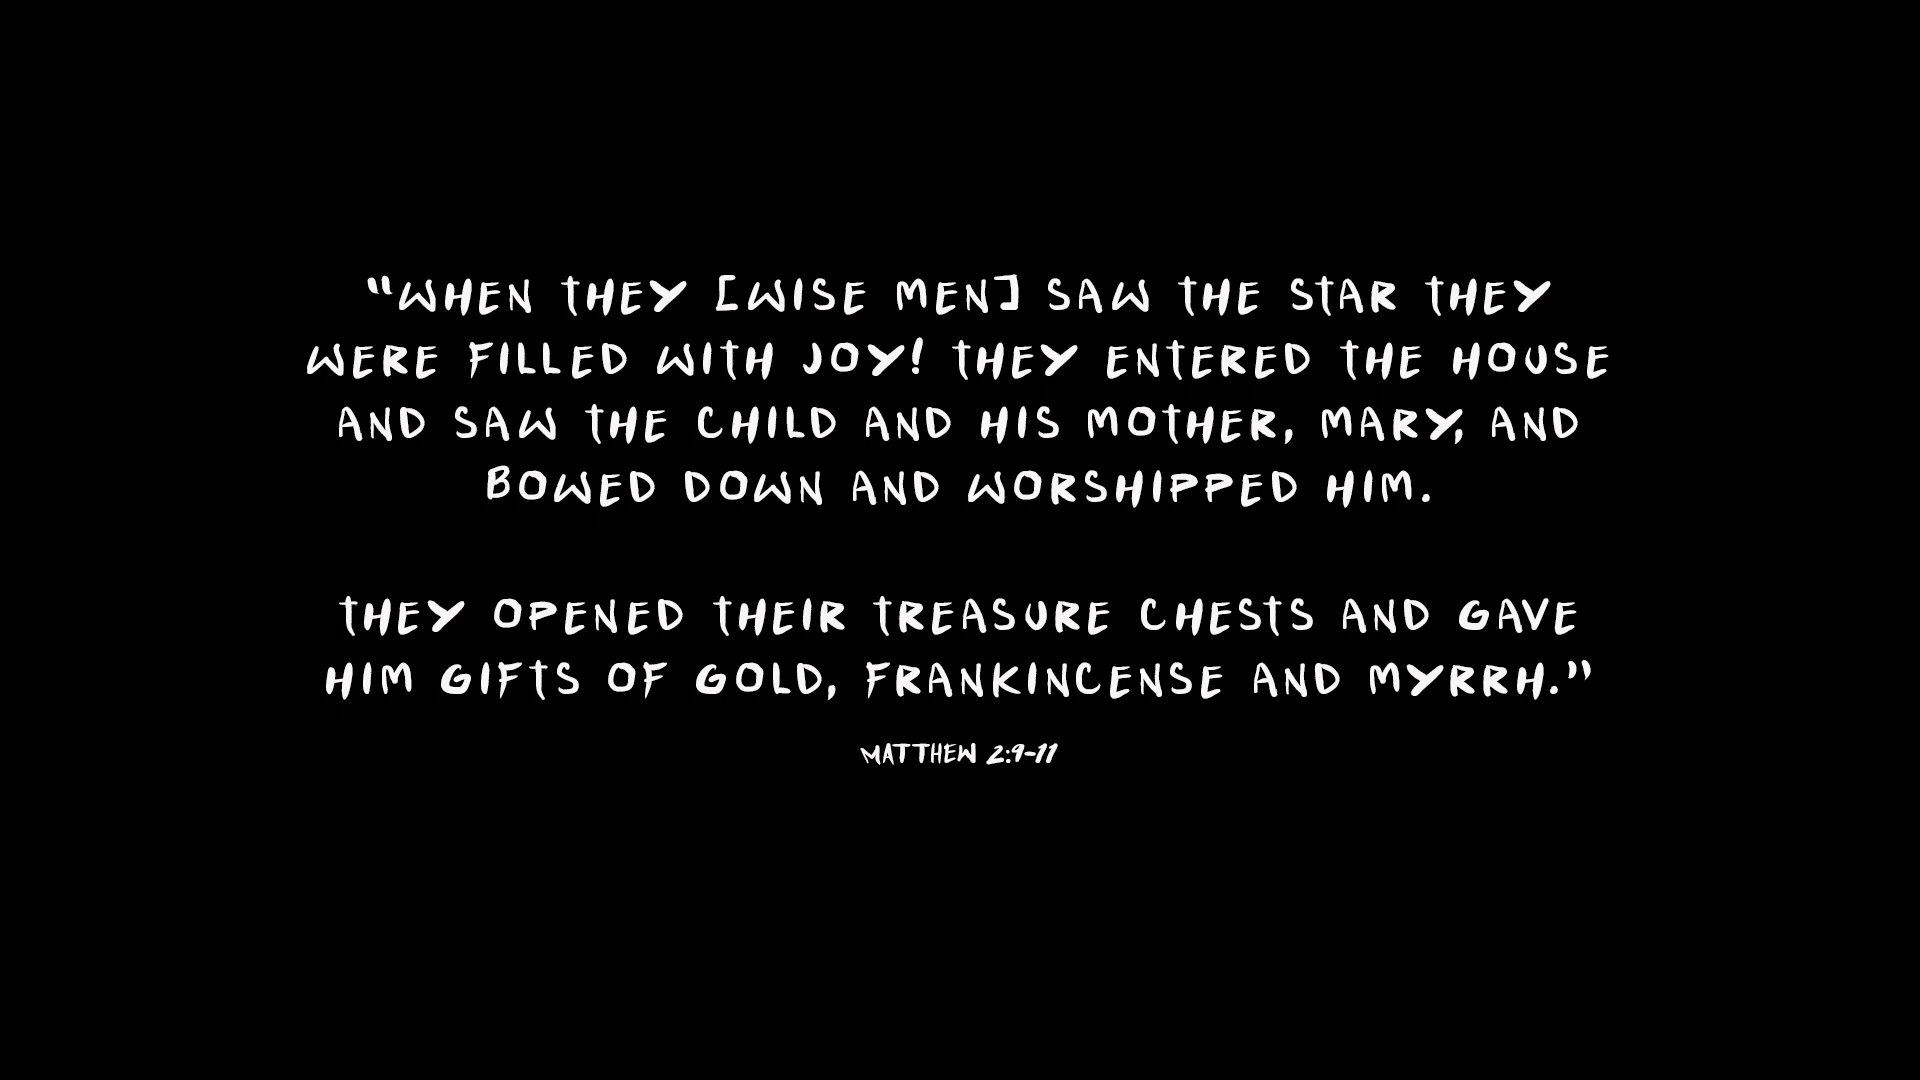 “WHEN THEY [WISE MEN] SAW THE STAR THEY
WERE FILLED WITH JOY! THEY ENTERED THE HOUSE
AND SAW THE CHILD AND HIS MOTHER, MARY, AND
BOWED DOWN AND WORSHIPPED HIM.
THEY OPENED THEIR TREASURE CHESTS AND GAVE
HIM GIFTS OF GOLD, FRANKINCENSE AND MYRRH.”
MATTHEW 2:9-11